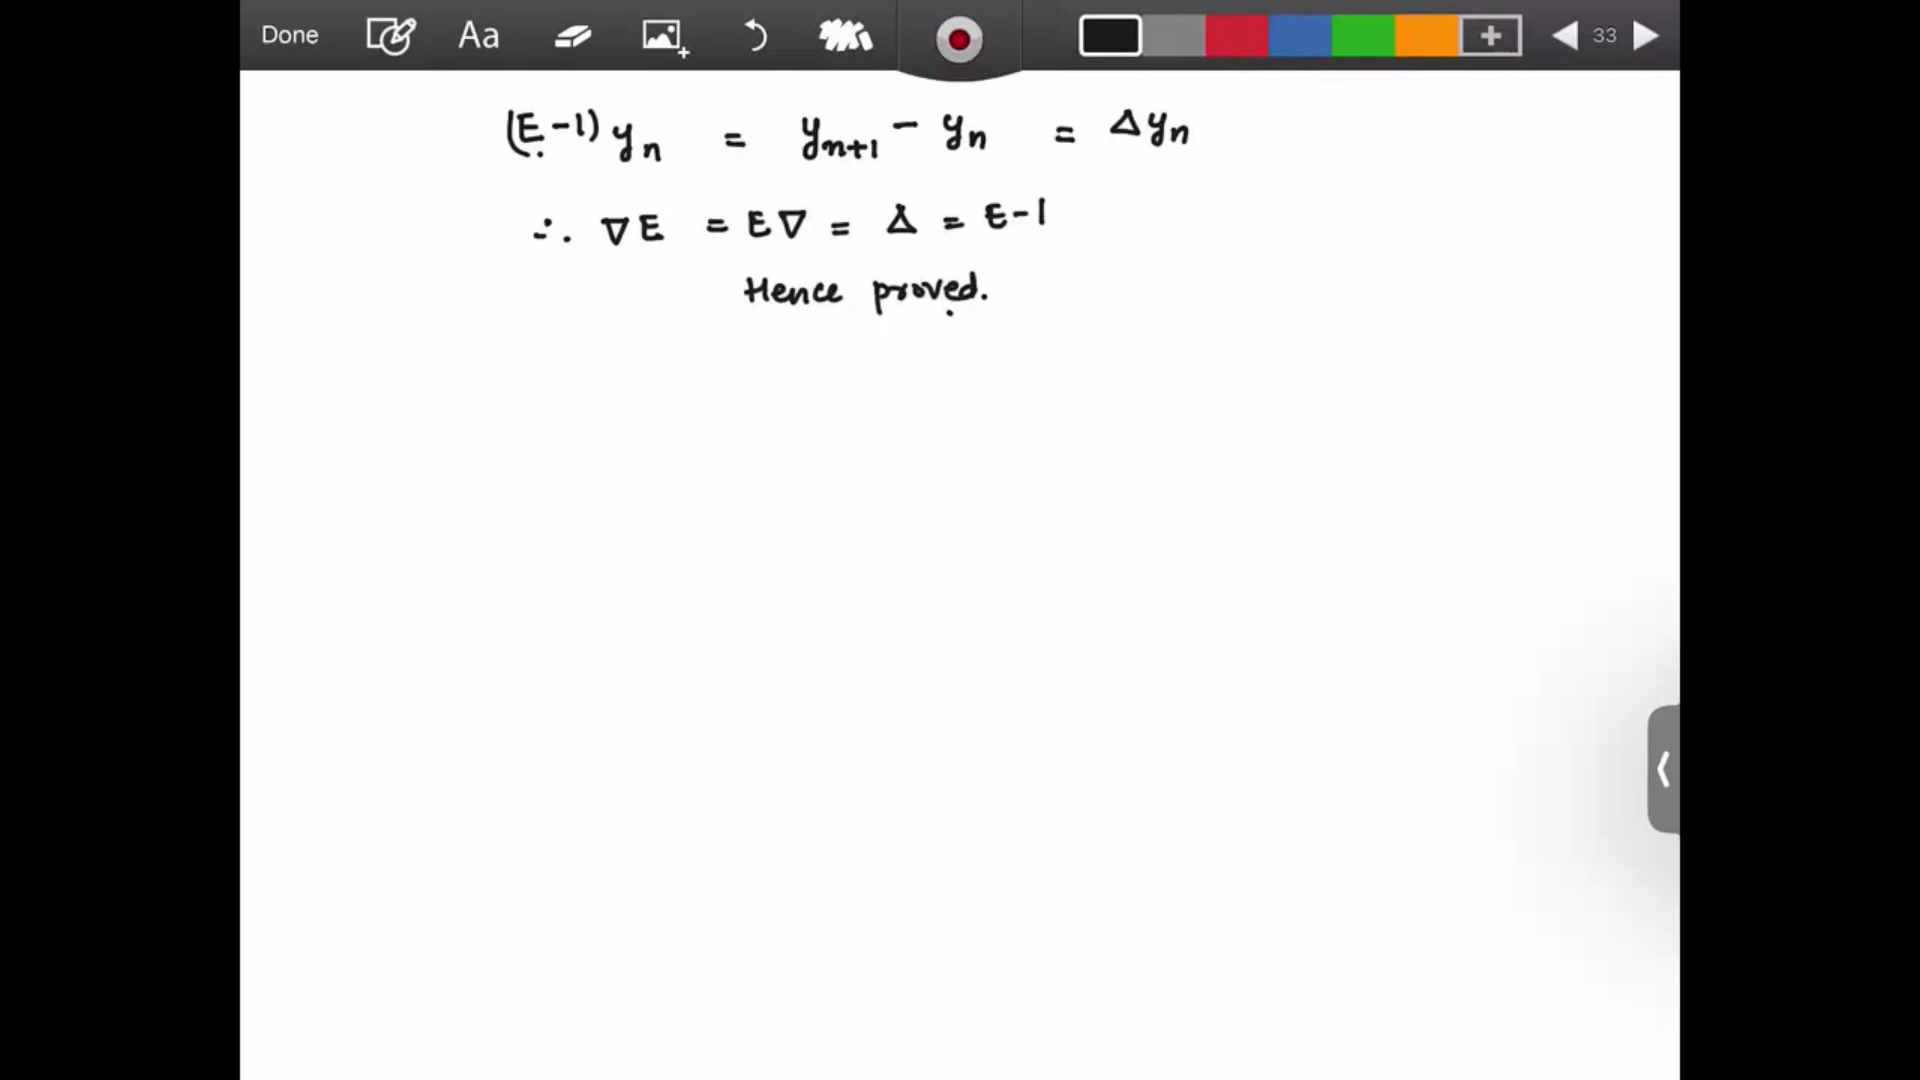 Done Aa 33
(E-1) yn = yn+1 - yn = Δyn
∴ ∇E = E∇ = Δ = E-1
Hence proved.